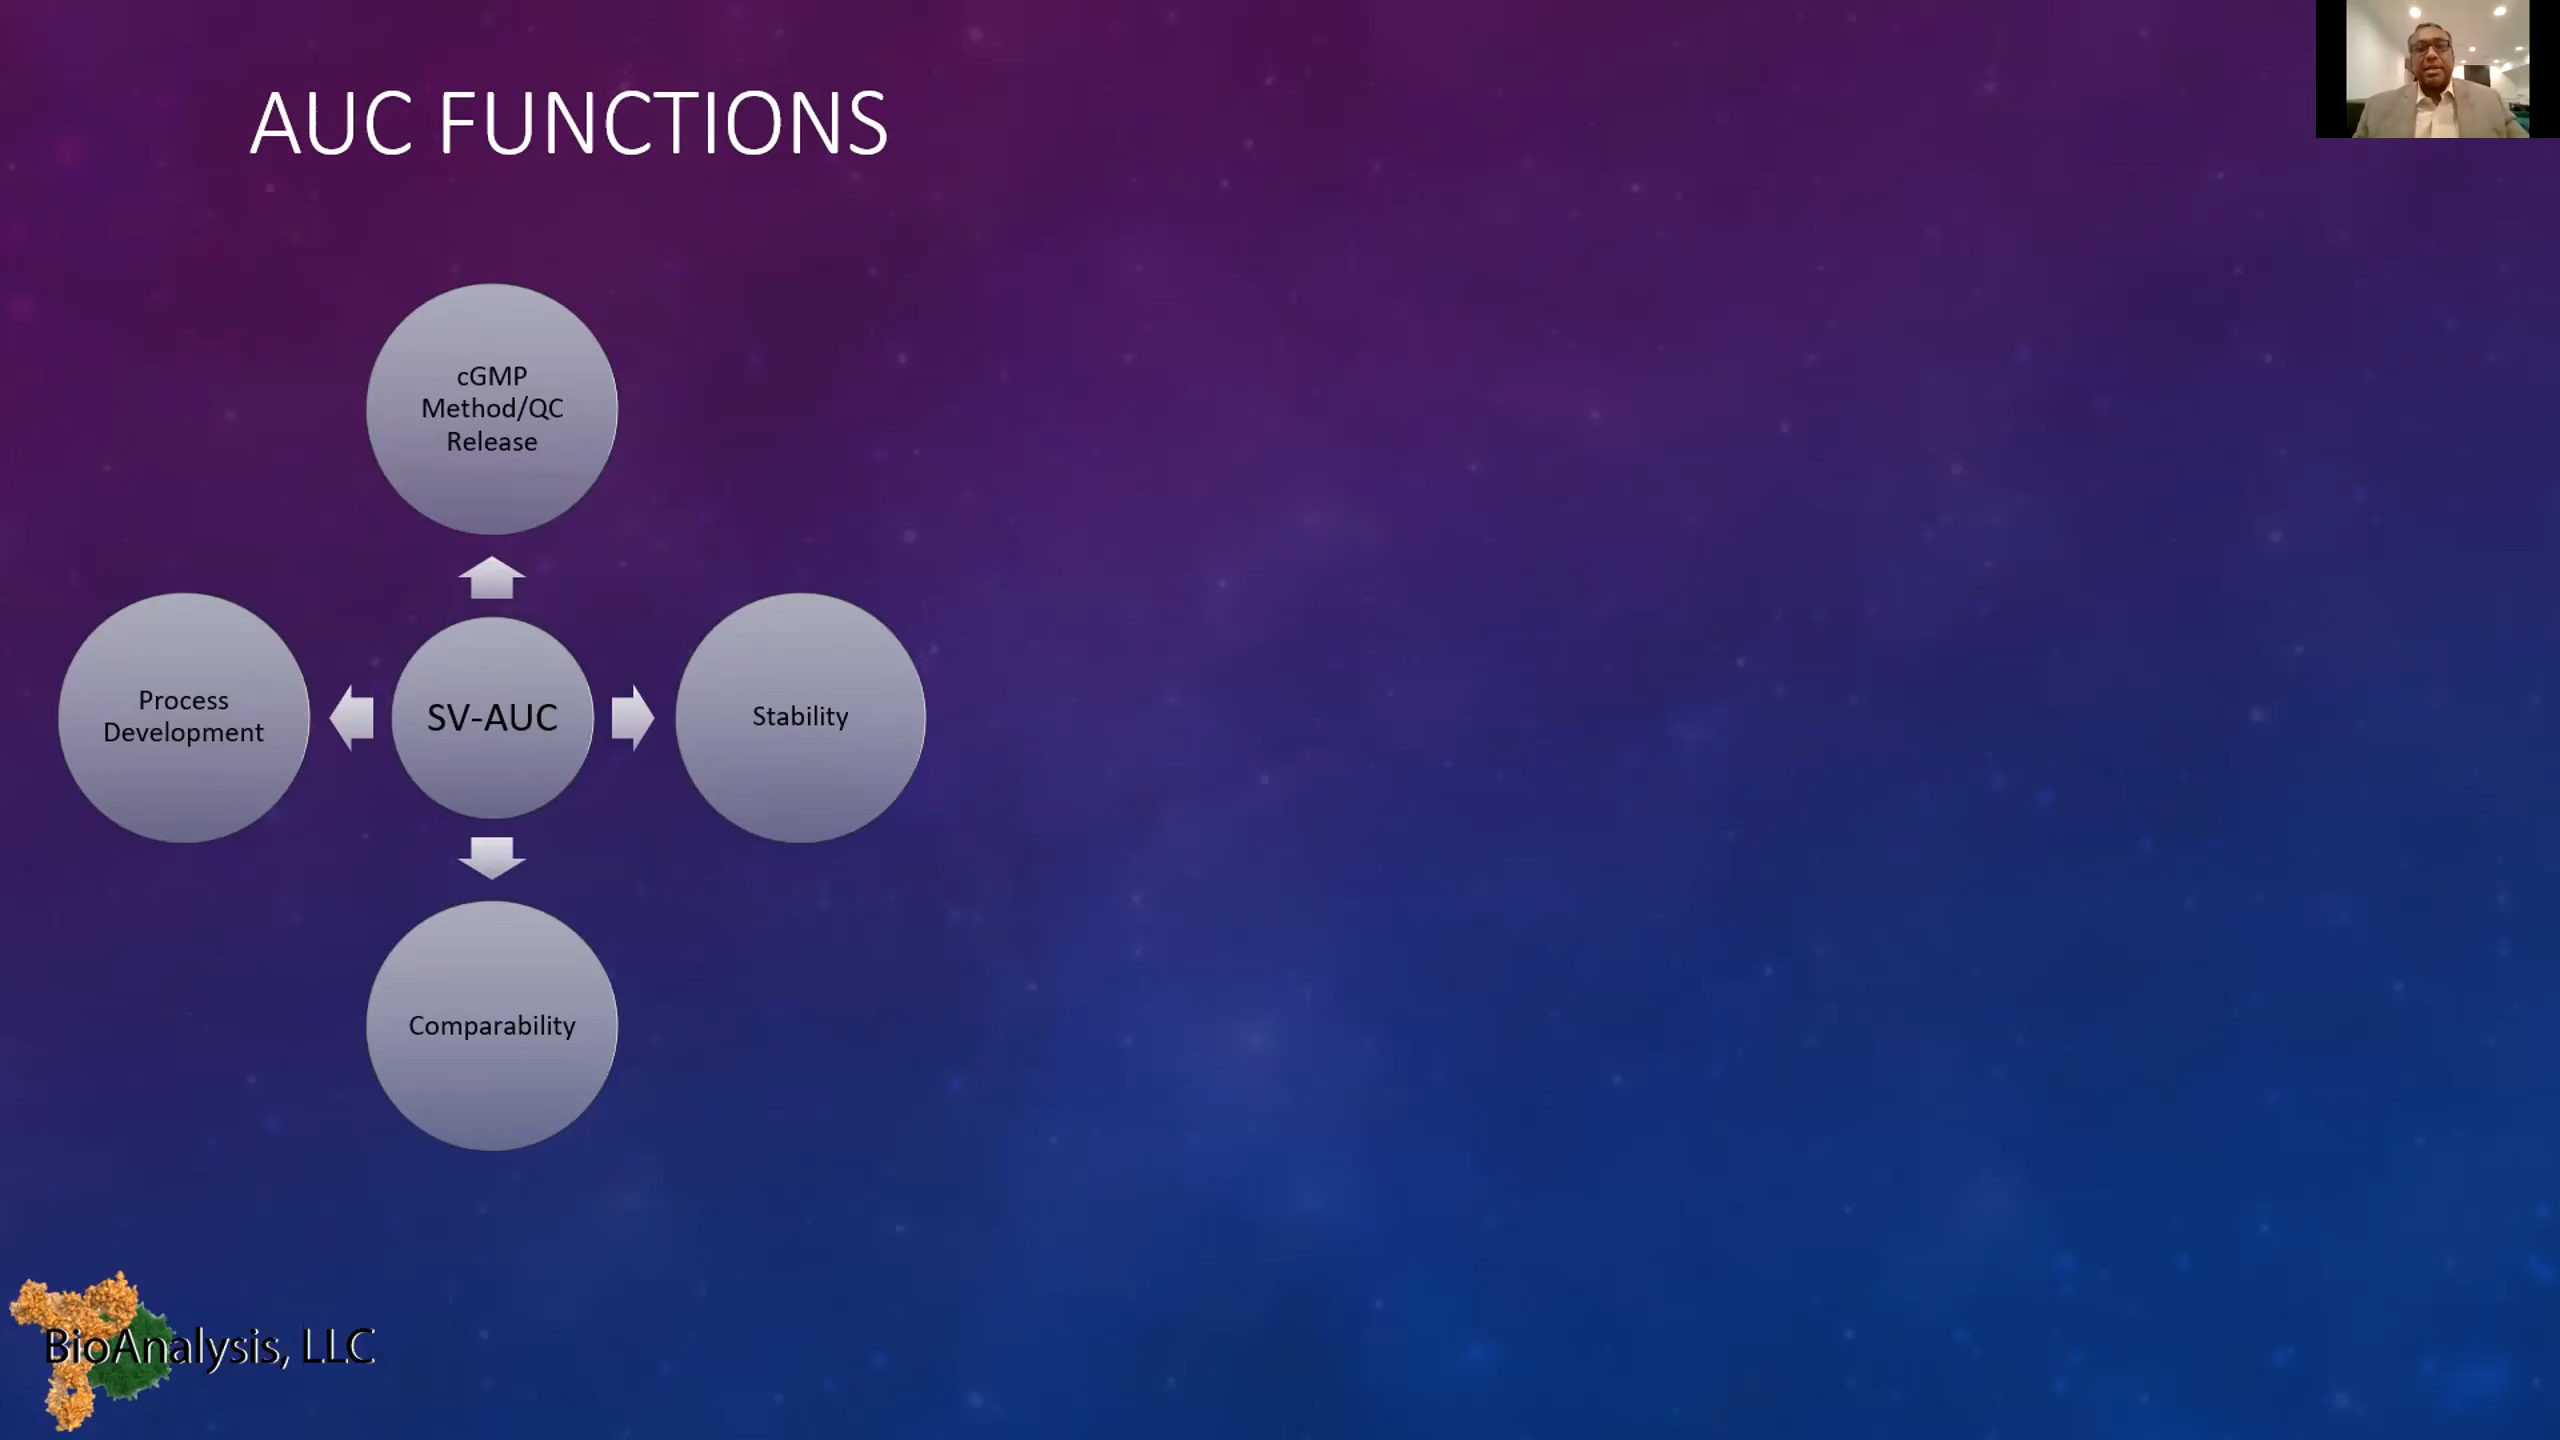 AUC FUNCTIONS
cGMP
Method/QC
Release
Process
Development
SV-AUC
Stability
Comparability
BioAnalysis, LLC